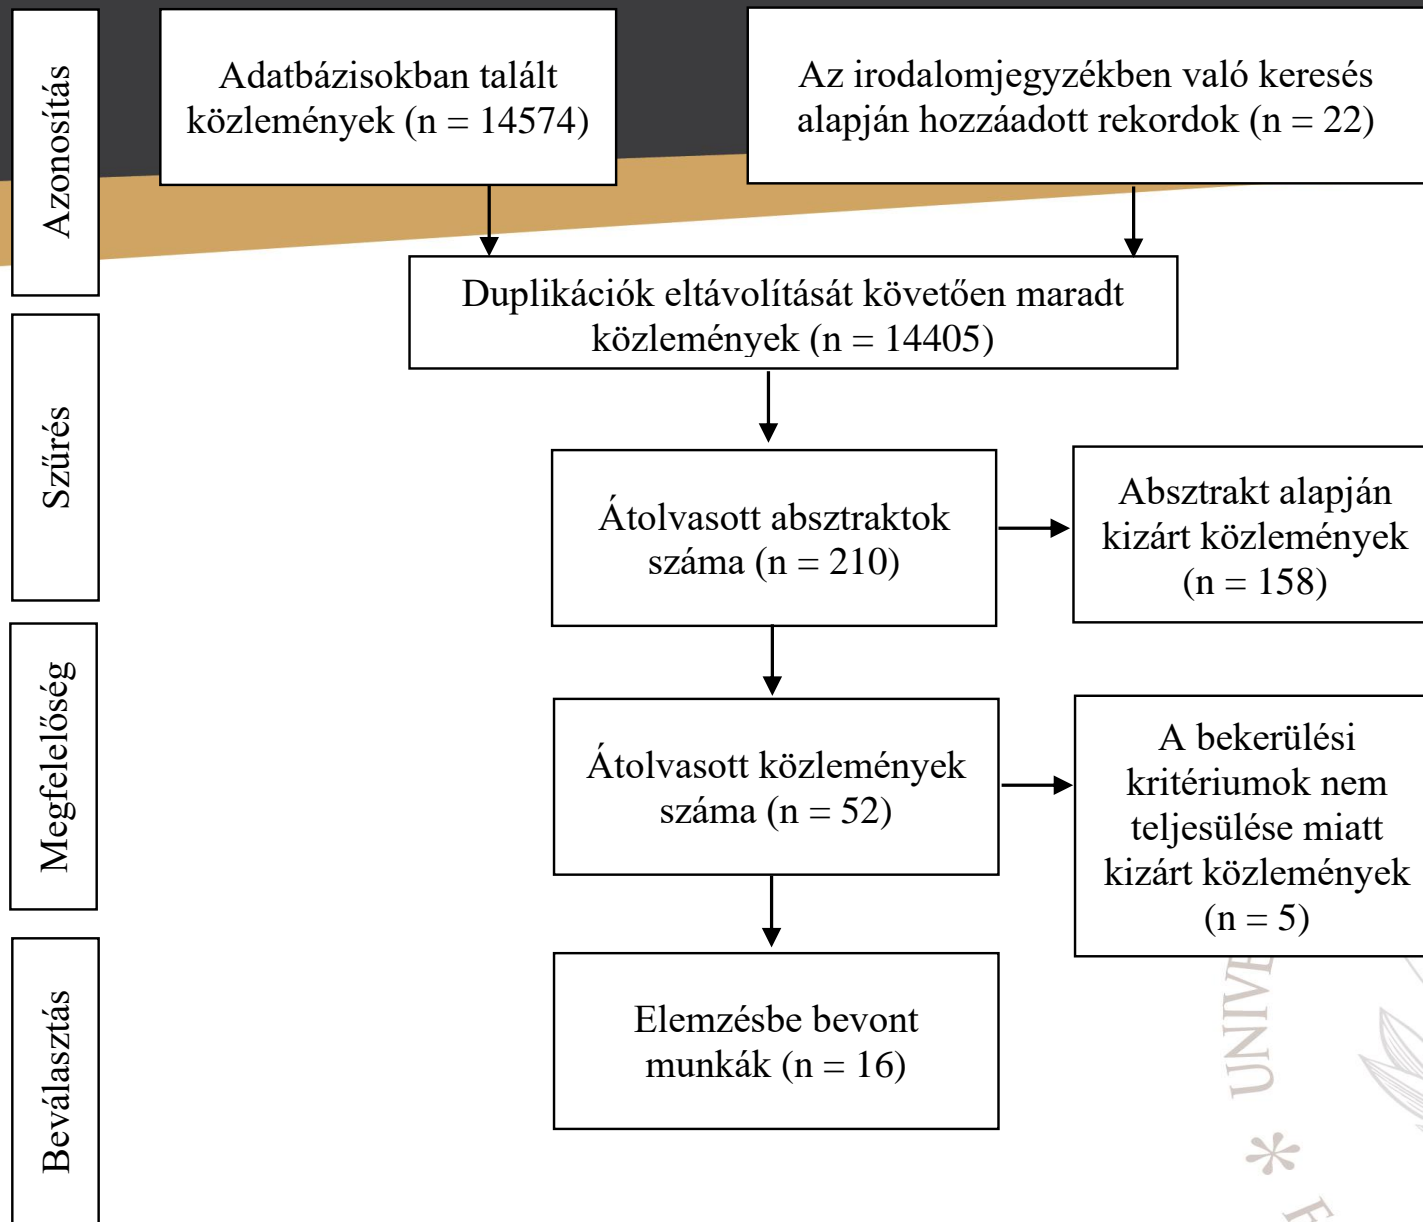 Azonosítás
Adatbázisokban talált
közlemények (n = 14574)
Az irodalomjegyzékben való keresés
alapján hozzáadott rekordok (n = 22)
Duplikációk eltávolítását követően maradt
közlemények (n = 14405)
Szűrés
Átolvasott absztraktok
száma (n = 210)
Absztrakt alapján
kizárt közlemények
(n = 158)
Megfelelőség
Átolvasott közlemények
száma (n = 52)
A bekerülési
kritériumok nem
teljesülése miatt
kizárt közlemények
(n = 5)
Beválasztás
Elemzésbe bevont
munkák (n = 16)